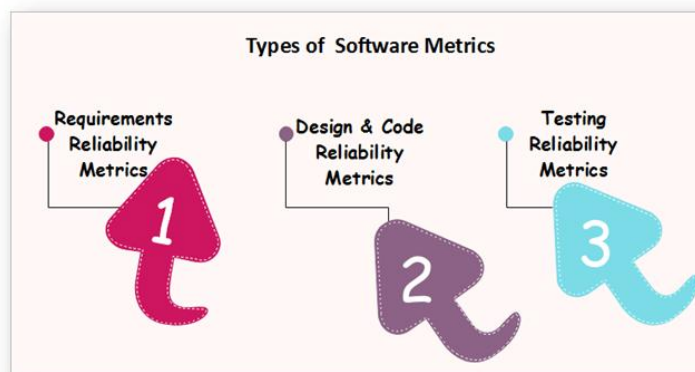 Types of Software Metrics
Requirements
Reliability
Metrics
1
Design & Code
Reliability
Metrics
2
Testing
Reliability
Metrics
3